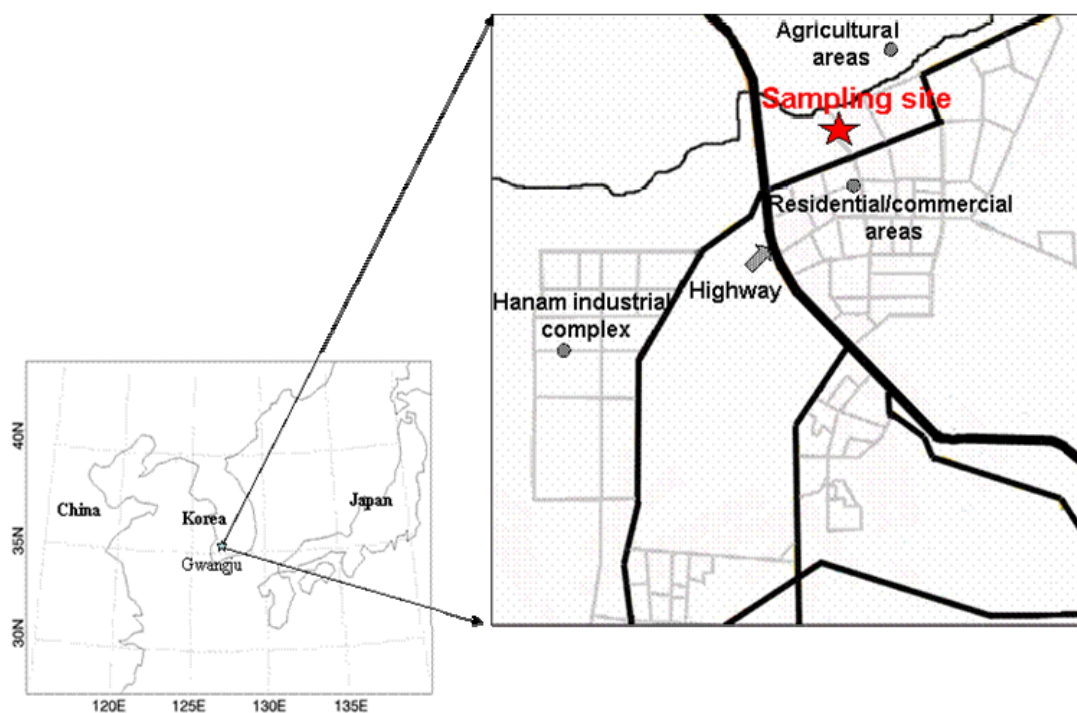 Agricultural
areas
Sampling site
Residential/commercial
areas
Highway
Hanam industrial
complex
40N
35N
30N
China
Korea
Japan
Gwangju
120E
125E
130E
135E